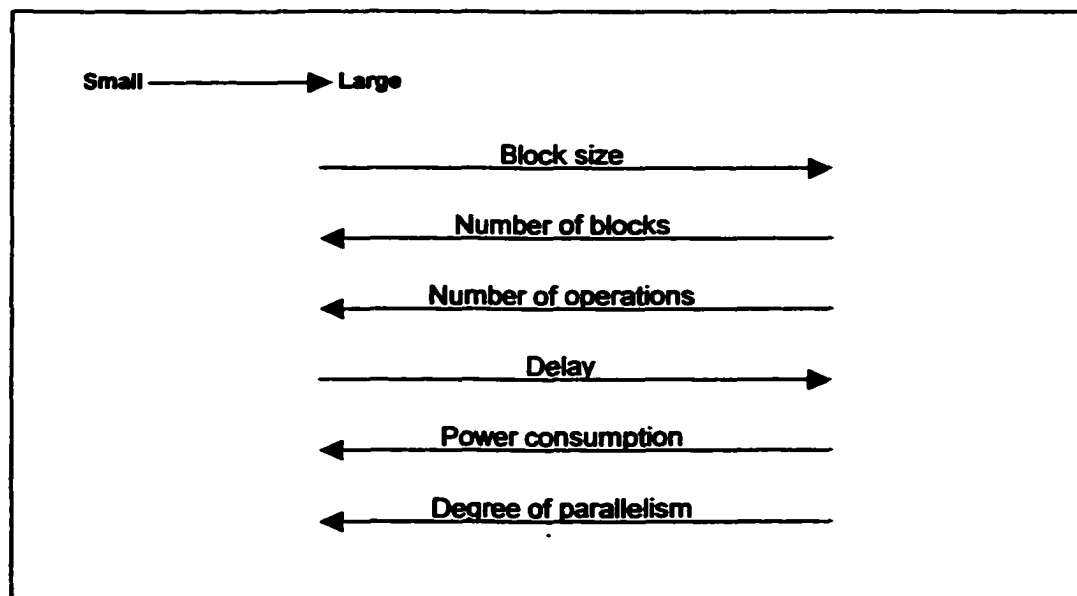 Small Large
Block size
Number of blocks
Number of operations
Delay
Power consumption
Degree of parallelism